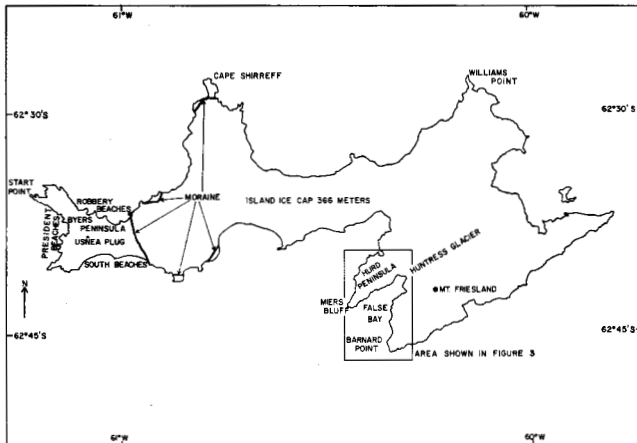 61°W
60°W
CAPE SHIRREFF
WILLIAMS
POINT
62°30'S
62°30'S
START
POINT
ROBBERY
BEACHES
MORAINE
ISLAND ICE CAP 366 METERS
PRESIDENT
BEACHES
BYERS
PENINSULA
USNEA PLUG
SOUTH BEACHES
HURD
PENINSULA
HUNTRESS GLACIER
N
MT. FRIESLAND
MIERS
BLUFF
FALSE
BAY
62°45'S
62°45'S
BARNARD
POINT
AREA SHOWN IN FIGURE 3
61°W
60°W